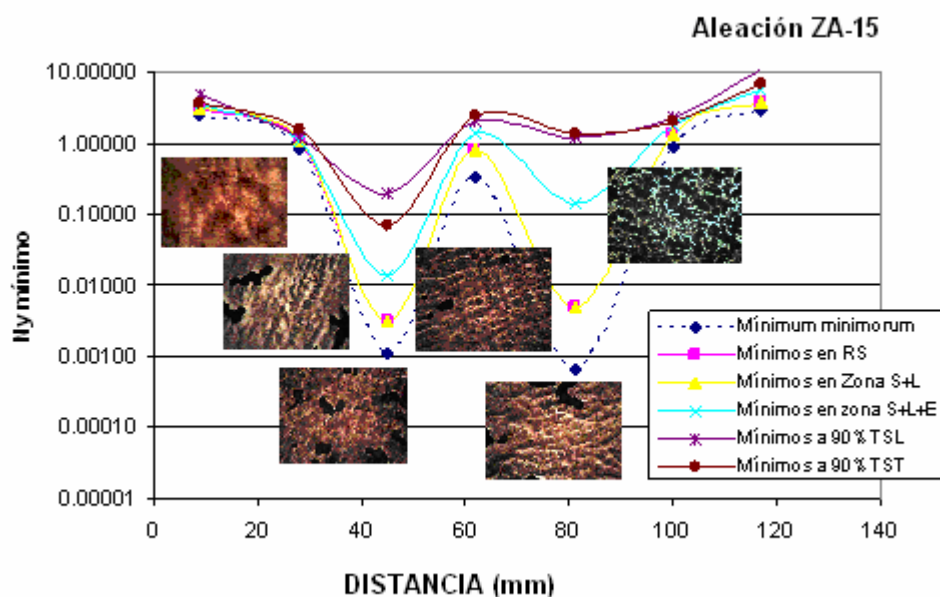 Aleación ZA-15
10.00000
1.00000
0.10000
0.01000
0.00100
0.00010
0.00001
Ny mínimo
0 20 40 60 80 100 120 140
DISTANCIA (mm)
Mínimum minimorum
Mínimos en RS
Mínimos en Zona S+L
Mínimos en zona S+L+E
Mínimos a 90% TSL
Mínimos a 90% TST